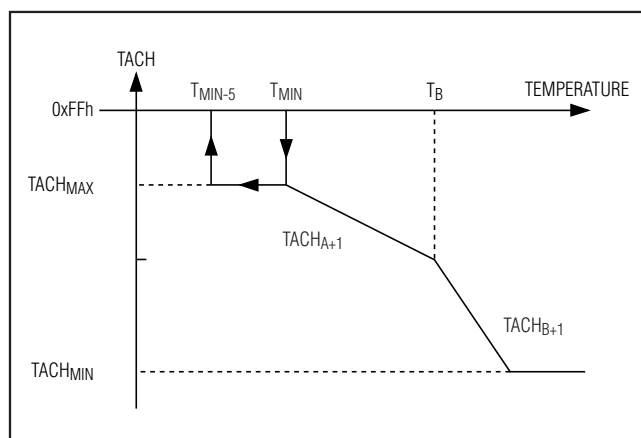 TACH
T_MIN-5
T_MIN
T_B
TEMPERATURE
0xFFh
TACH_MAX
TACH_A+1
TACH_B+1
TACH_MIN